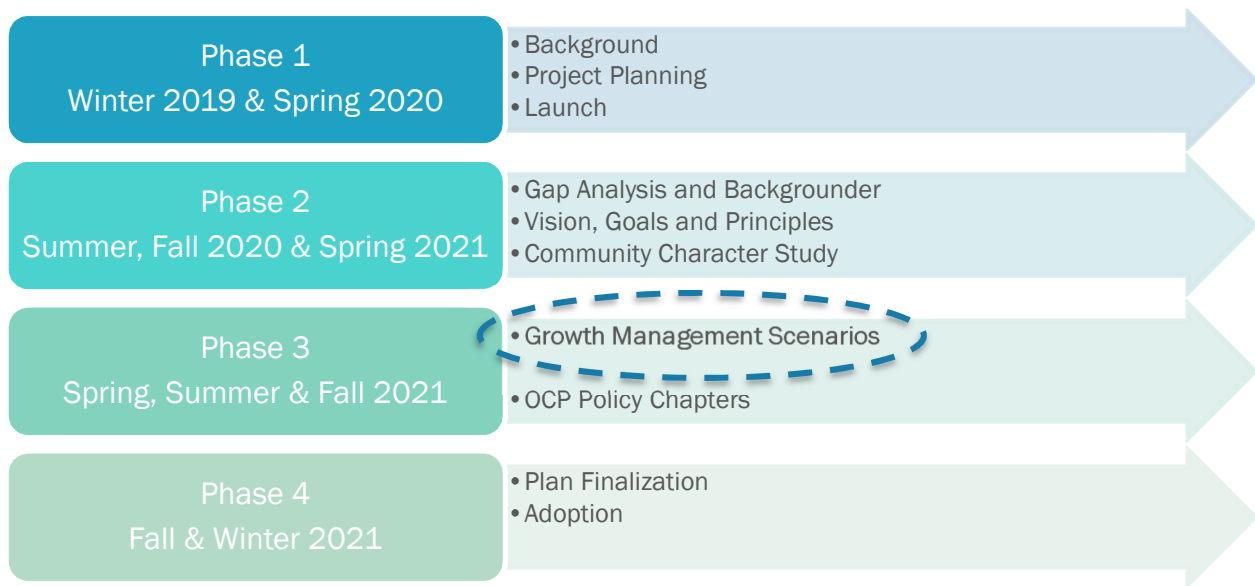 Phase 1
Winter 2019 & Spring 2020
• Background
• Project Planning
• Launch
Phase 2
Summer, Fall 2020 & Spring 2021
• Gap Analysis and Backgrounder
• Vision, Goals and Principles
• Community Character Study
Phase 3
Spring, Summer & Fall 2021
• Growth Management Scenarios
• OCP Policy Chapters
Phase 4
Fall & Winter 2021
• Plan Finalization
• Adoption